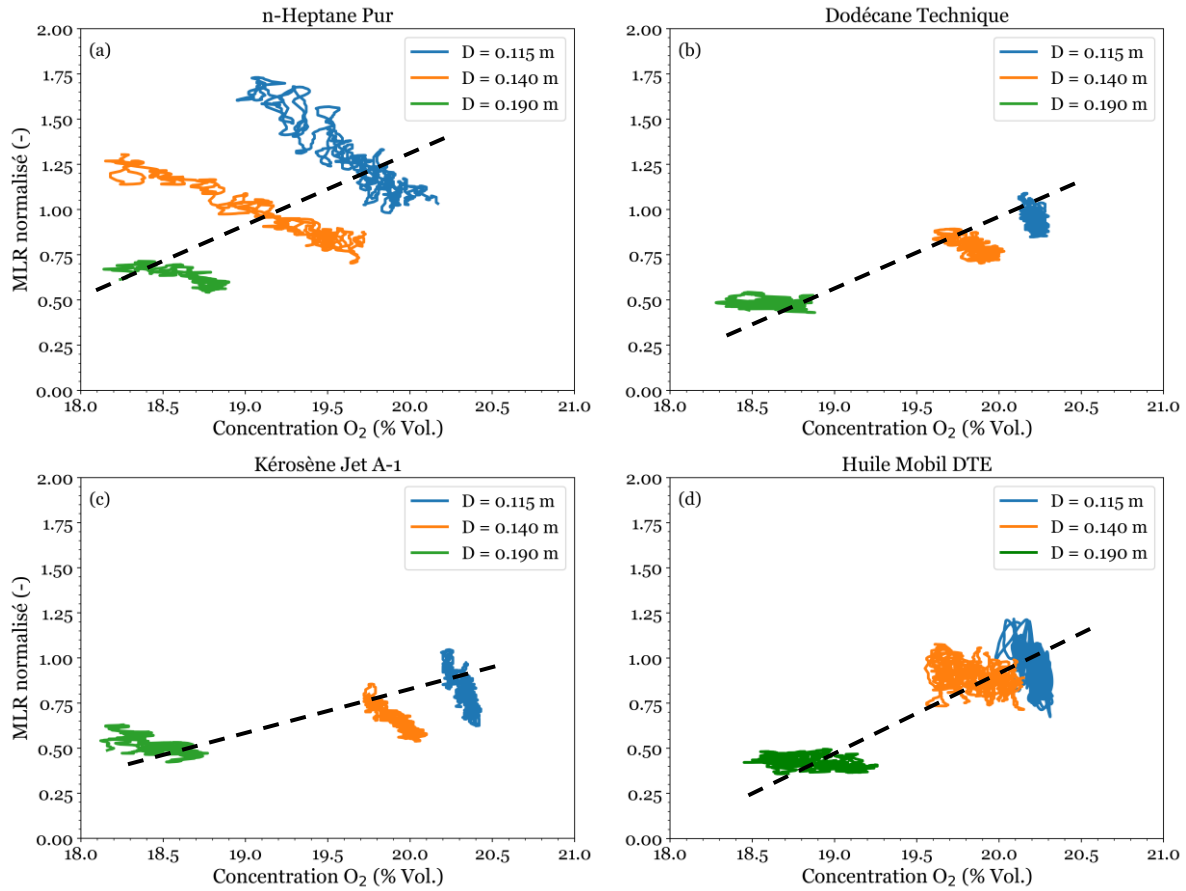 n-Heptane Pur
(a)
D = 0.115 m
D = 0.140 m
D = 0.190 m
2.00
1.75
1.50
1.25
1.00
0.75
0.50
0.25
0.00
MLR normalisé (-)
18.0 18.5 19.0 19.5 20.0 20.5 21.0
Concentration O₂ (% Vol.)
Dodécane Technique
(b)
D = 0.115 m
D = 0.140 m
D = 0.190 m
2.00
1.75
1.50
1.25
1.00
0.75
0.50
0.25
0.00
18.0 18.5 19.0 19.5 20.0 20.5 21.0
Concentration O₂ (% Vol.)
Kérosène Jet A-1
(c)
D = 0.115 m
D = 0.140 m
D = 0.190 m
2.00
1.75
1.50
1.25
1.00
0.75
0.50
0.25
0.00
MLR normalisé (-)
18.0 18.5 19.0 19.5 20.0 20.5 21.0
Concentration O₂ (% Vol.)
Huile Mobil DTE
(d)
D = 0.115 m
D = 0.140 m
D = 0.190 m
2.00
1.75
1.50
1.25
1.00
0.75
0.50
0.25
0.00
18.0 18.5 19.0 19.5 20.0 20.5 21.0
Concentration O₂ (% Vol.)